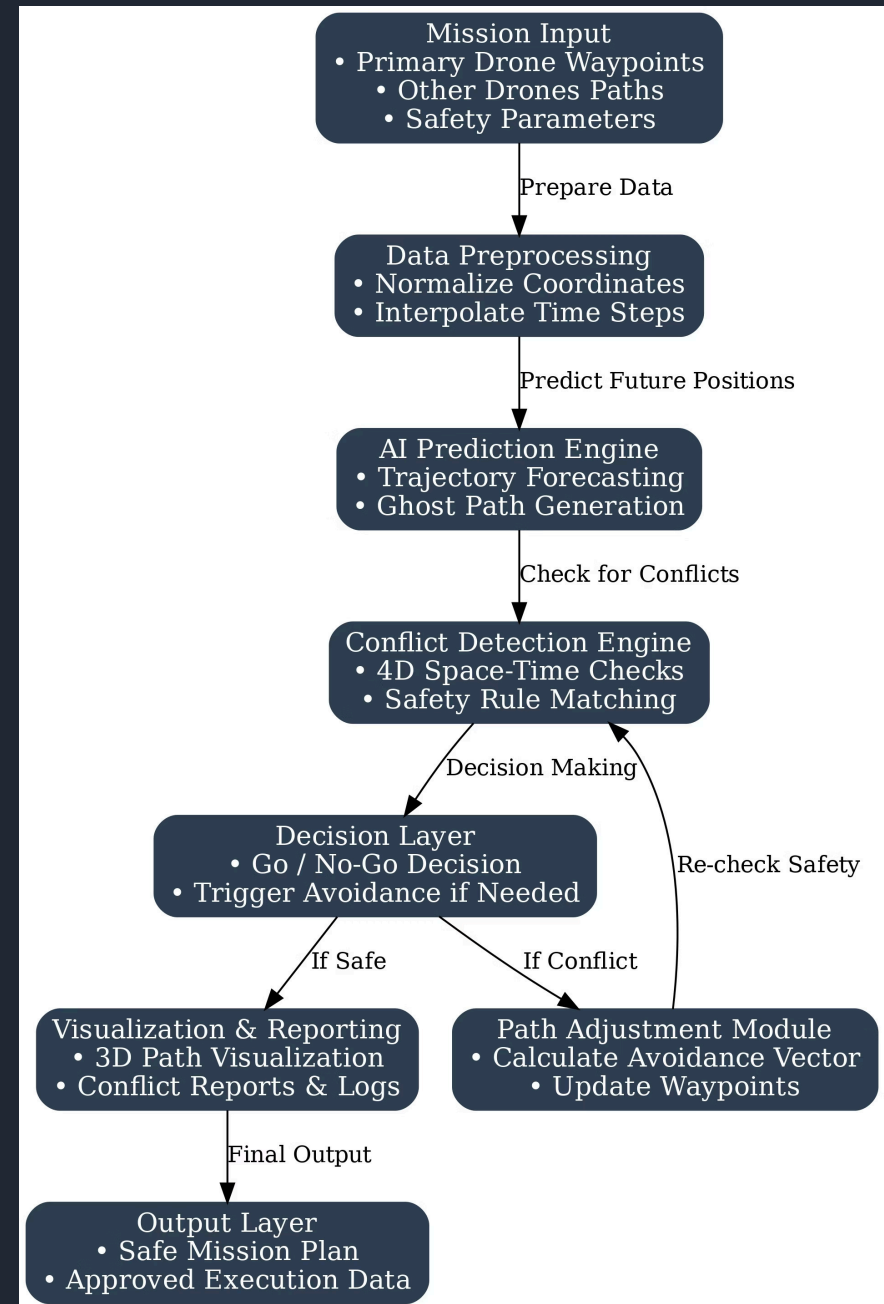 Mission Input
• Primary Drone Waypoints
• Other Drones Paths
• Safety Parameters
Prepare Data
Data Preprocessing
• Normalize Coordinates
• Interpolate Time Steps
Predict Future Positions
AI Prediction Engine
• Trajectory Forecasting
• Ghost Path Generation
Check for Conflicts
Conflict Detection Engine
• 4D Space-Time Checks
• Safety Rule Matching
Decision Making
Decision Layer
• Go / No-Go Decision
• Trigger Avoidance if Needed
Re-check Safety
If Safe
If Conflict
Visualization & Reporting
• 3D Path Visualization
• Conflict Reports & Logs
Path Adjustment Module
• Calculate Avoidance Vector
• Update Waypoints
Final Output
Output Layer
• Safe Mission Plan
• Approved Execution Data